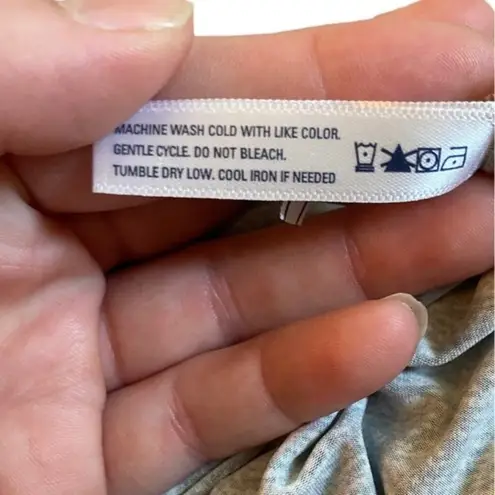 MACHINE WASH COLD WITH LIKE COLOR.
GENTLE CYCLE. DO NOT BLEACH.
TUMBLE DRY LOW. COOL IRON IF NEEDED